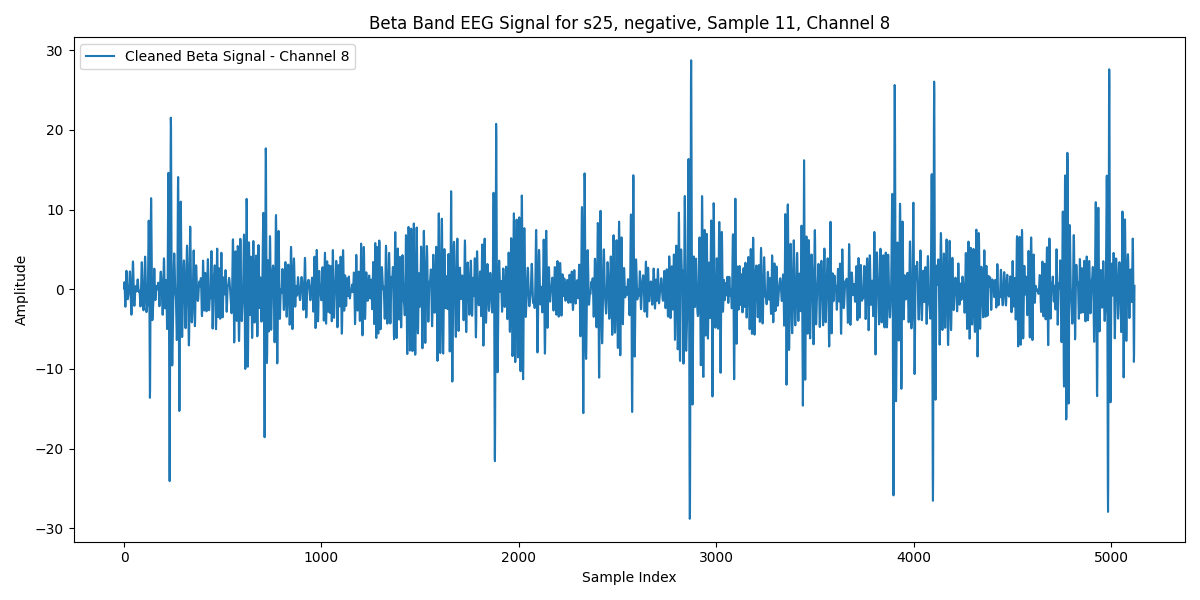 Beta Band EEG Signal for s25, negative, Sample 11, Channel 8
Cleaned Beta Signal - Channel 8
30
20
10
0
−10
−20
−30
Amplitude
0 1000 2000 3000 4000 5000
Sample Index